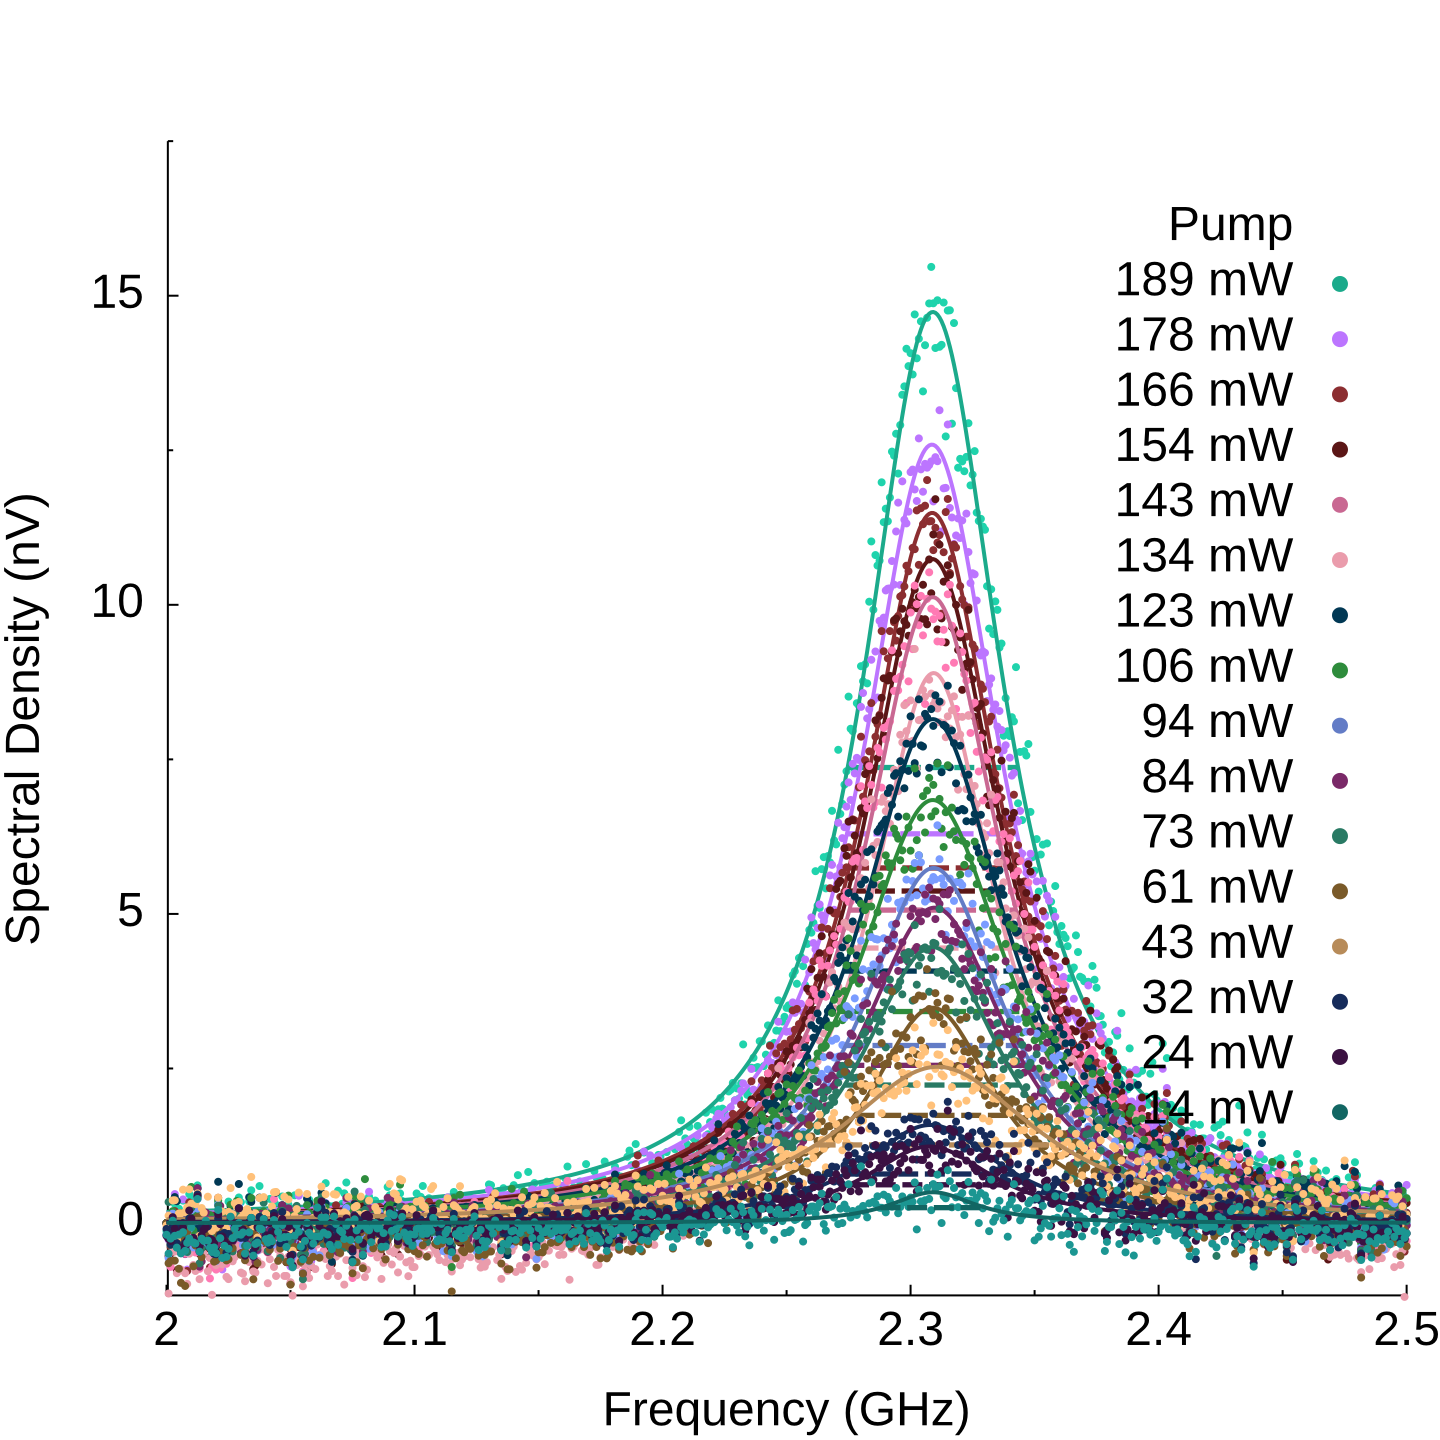 Pump
189 mW
178 mW
166 mW
154 mW
143 mW
134 mW
123 mW
106 mW
94 mW
84 mW
73 mW
61 mW
43 mW
32 mW
24 mW
14 mW
15
10
5
0
Spectral Density (nV)
2
2.1
2.2
2.3
2.4
2.5
Frequency (GHz)